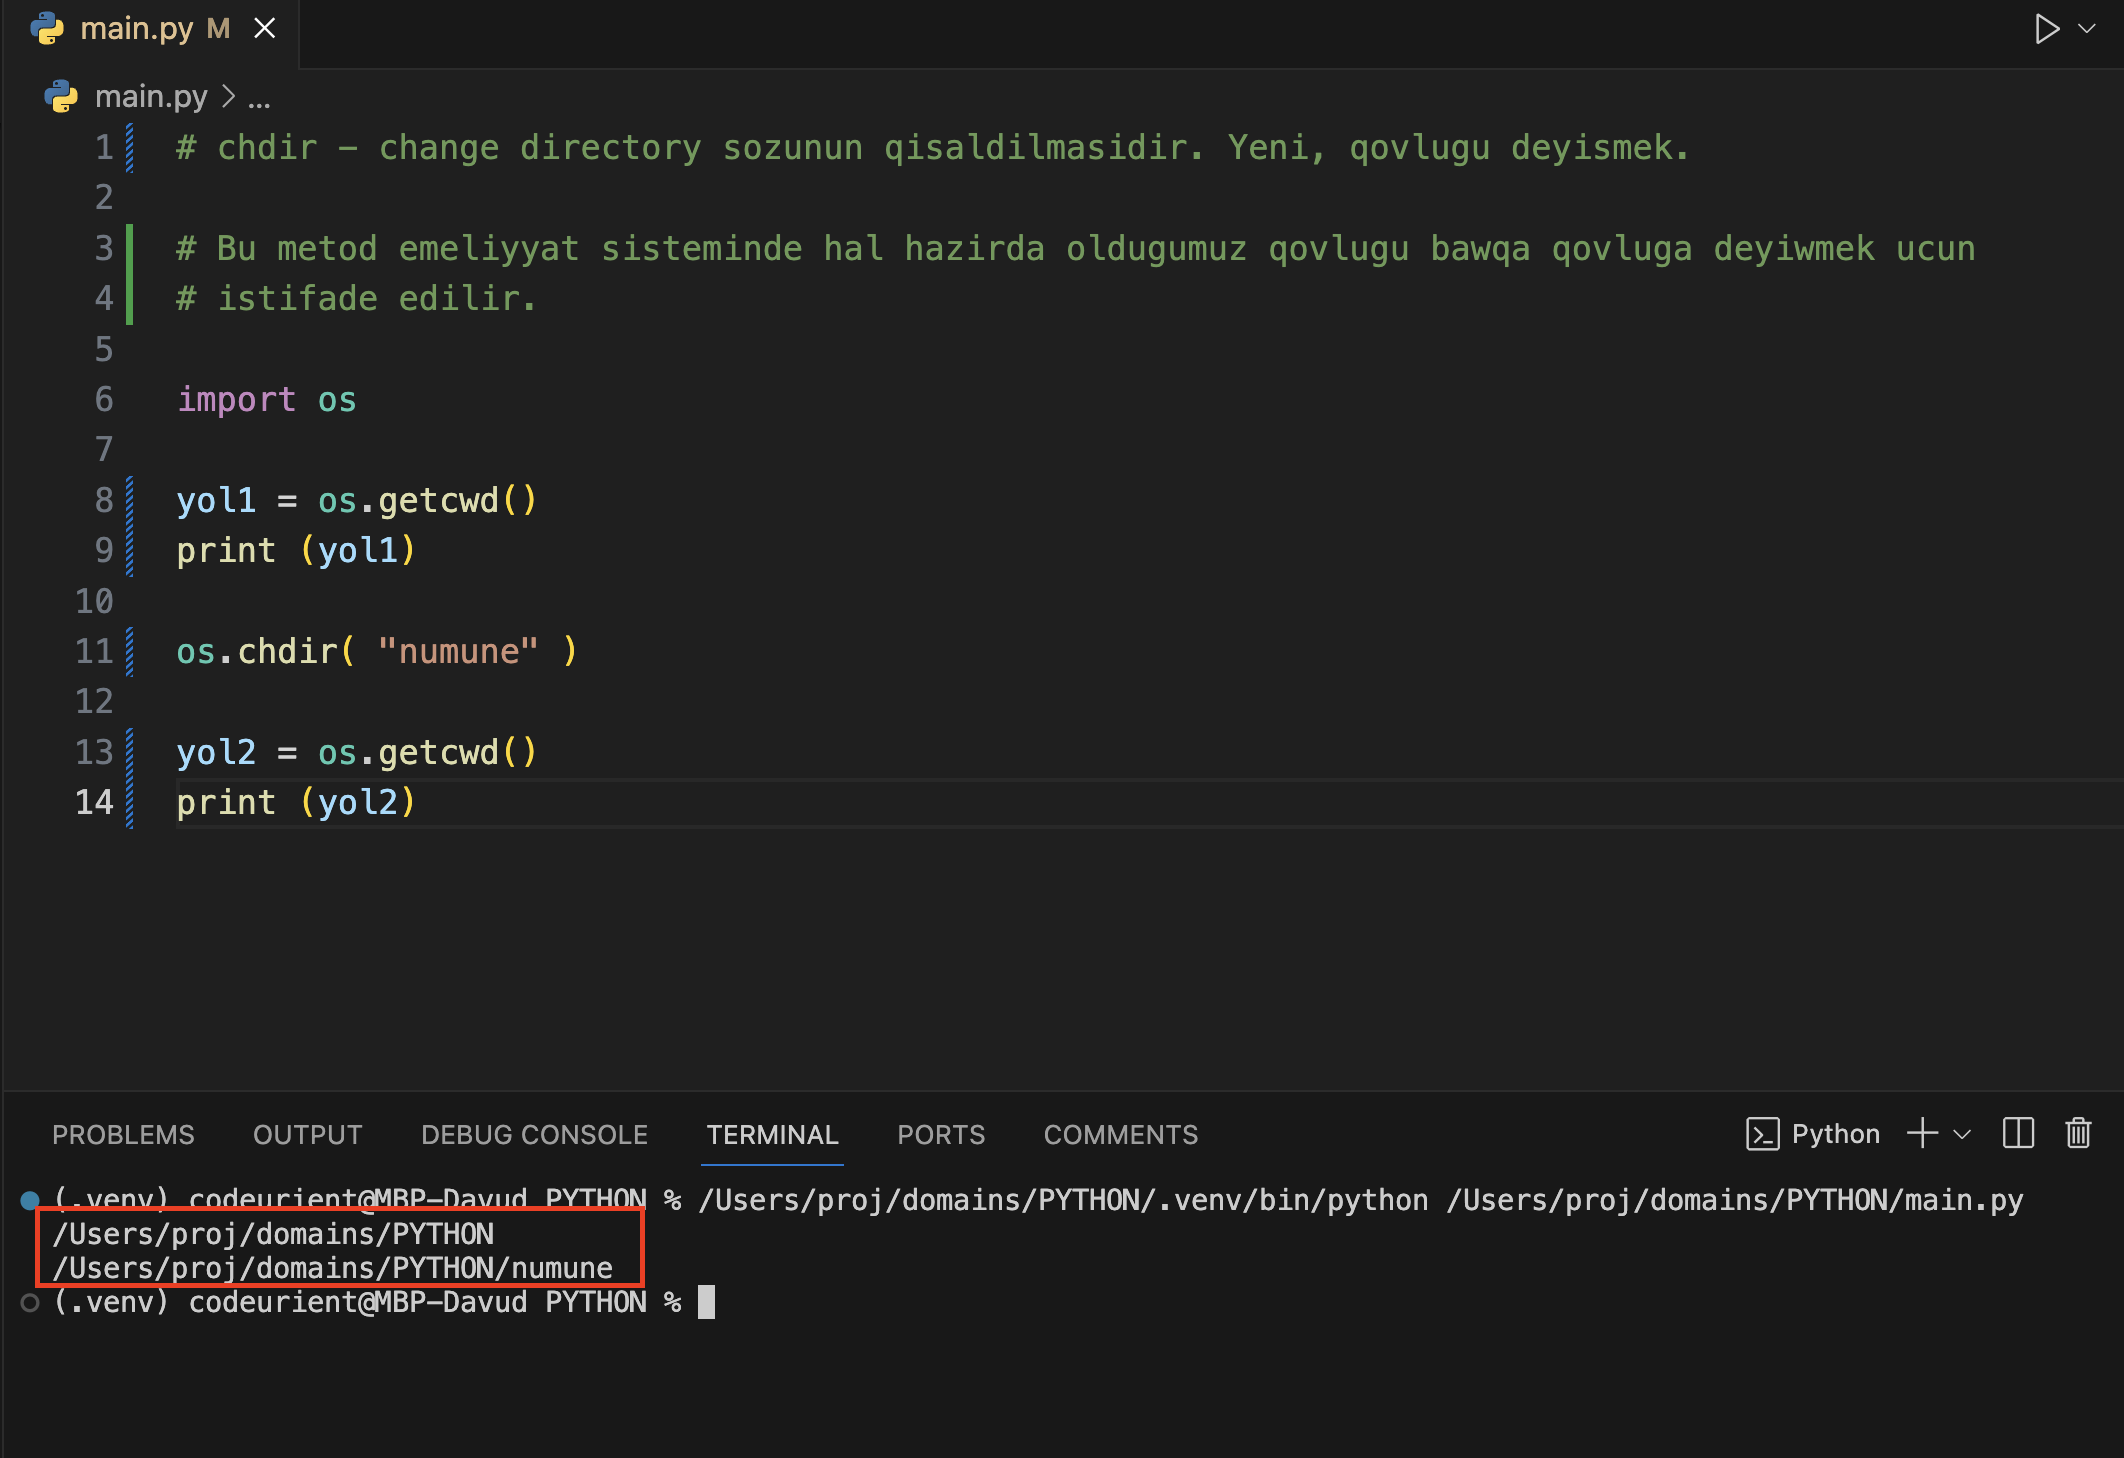 main.py M
main.py > ...
1 # chdir - change directory sozunun qisaldilmasidir. Yeni, qovlugu deyismek.
2
3 # Bu metod emeliyyat sisteminde hal hazirda oldugumuz qovlugu bawqa qovluga deyiwmek ucun
4 # istifade edilir.
5
6 import os
7
8 yol1 = os.getcwd()
9 print (yol1)
10
11 os.chdir( "numune" )
12
13 yol2 = os.getcwd()
14 print (yol2)
PROBLEMS OUTPUT DEBUG CONSOLE TERMINAL PORTS COMMENTS Python
(.venv) codeurient@MBP-Davud PYTHON % /Users/proj/domains/PYTHON/.venv/bin/python /Users/proj/domains/PYTHON/main.py
/Users/proj/domains/PYTHON
/Users/proj/domains/PYTHON/numune
(.venv) codeurient@MBP-Davud PYTHON %